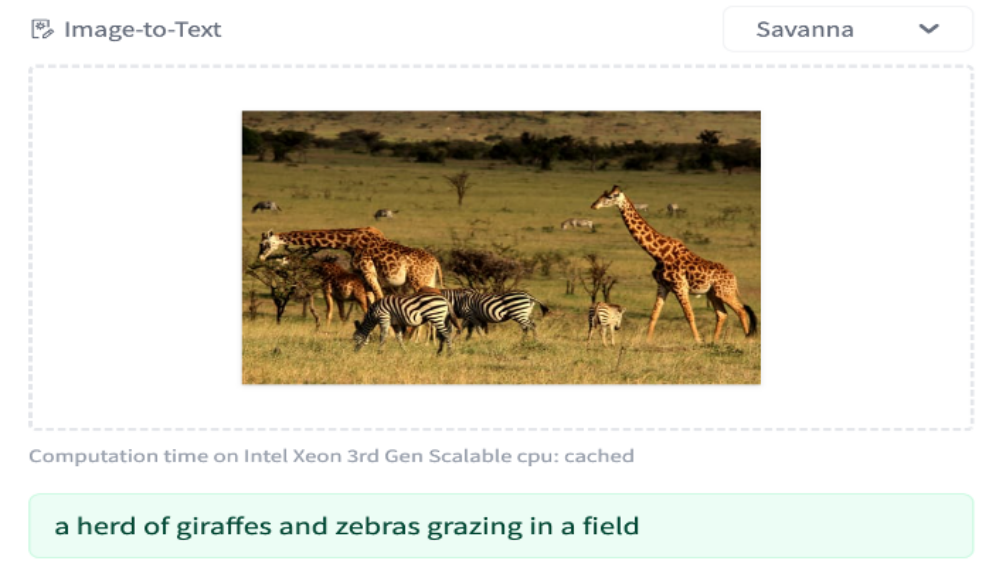 Image-to-Text
Savanna
Computation time on Intel Xeon 3rd Gen Scalable cpu: cached
a herd of giraffes and zebras grazing in a field